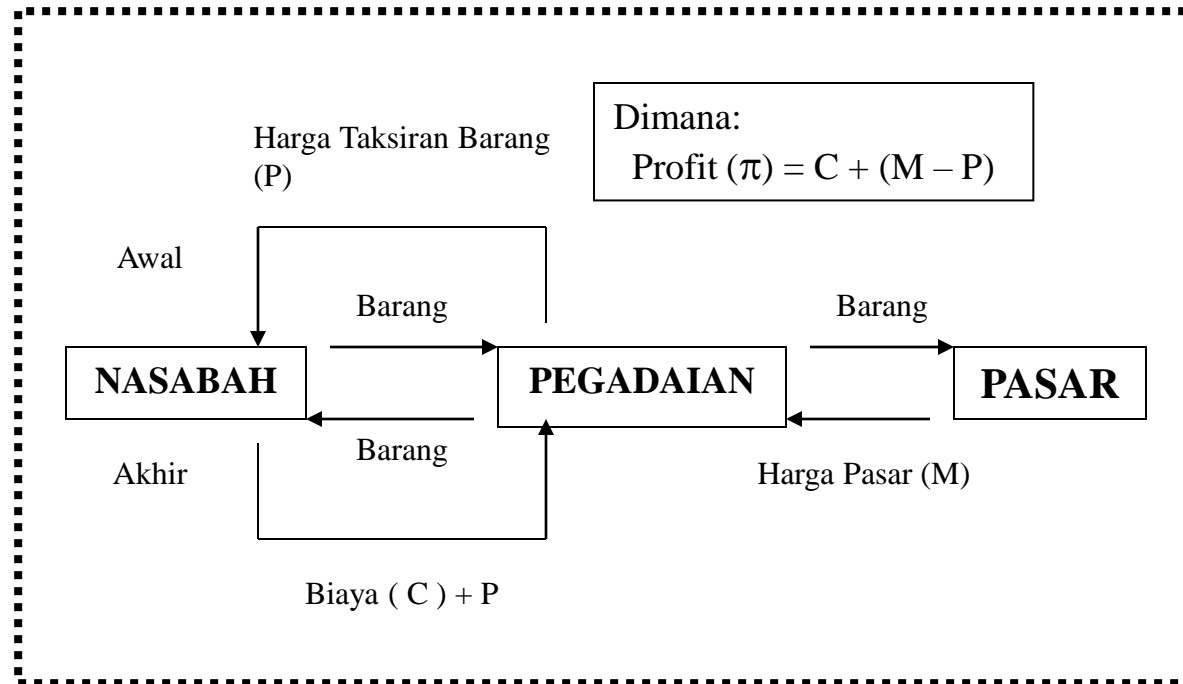 Dimana:
Profit (π) = C + (M – P)
Harga Taksiran Barang
(P)
Awal
Barang
Barang
NASABAH
PEGADAIAN
PASAR
Barang
Akhir
Harga Pasar (M)
Biaya ( C ) + P